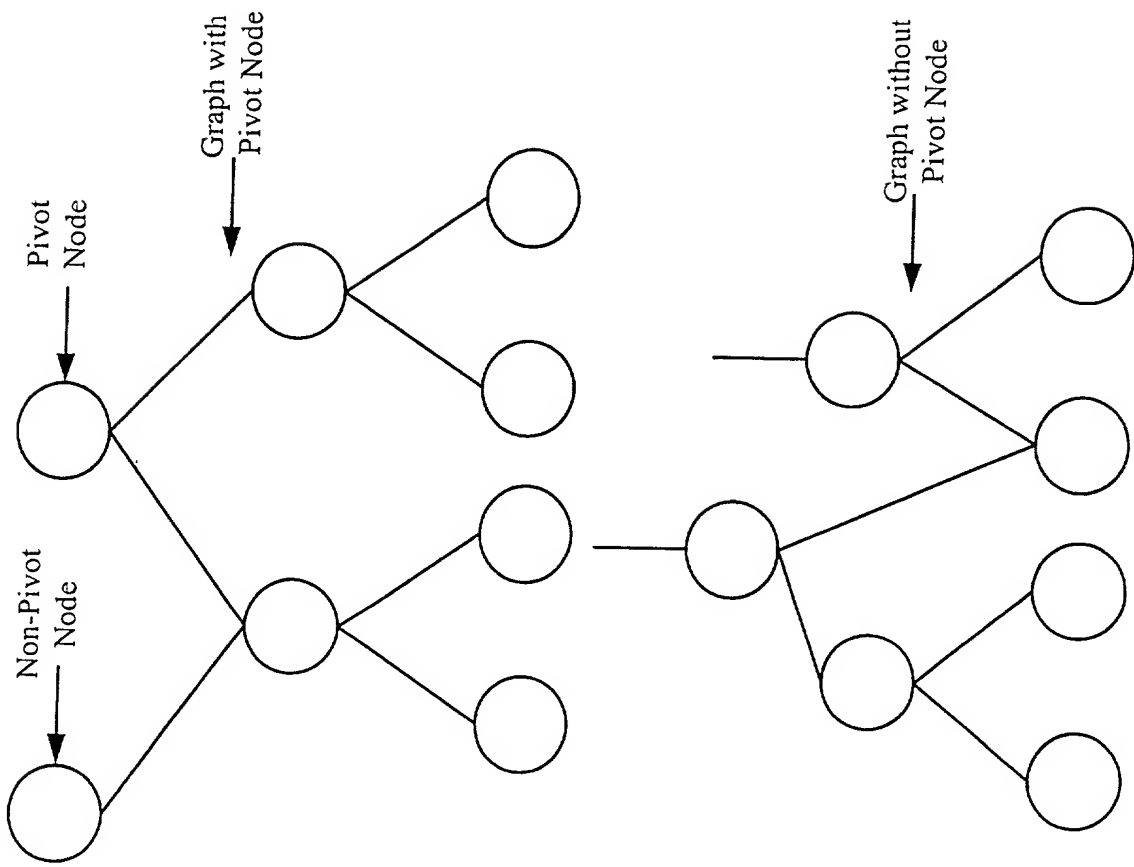 Non-Pivot
Node
Pivot
Node
Graph with
Pivot Node
Graph without
Pivot Node